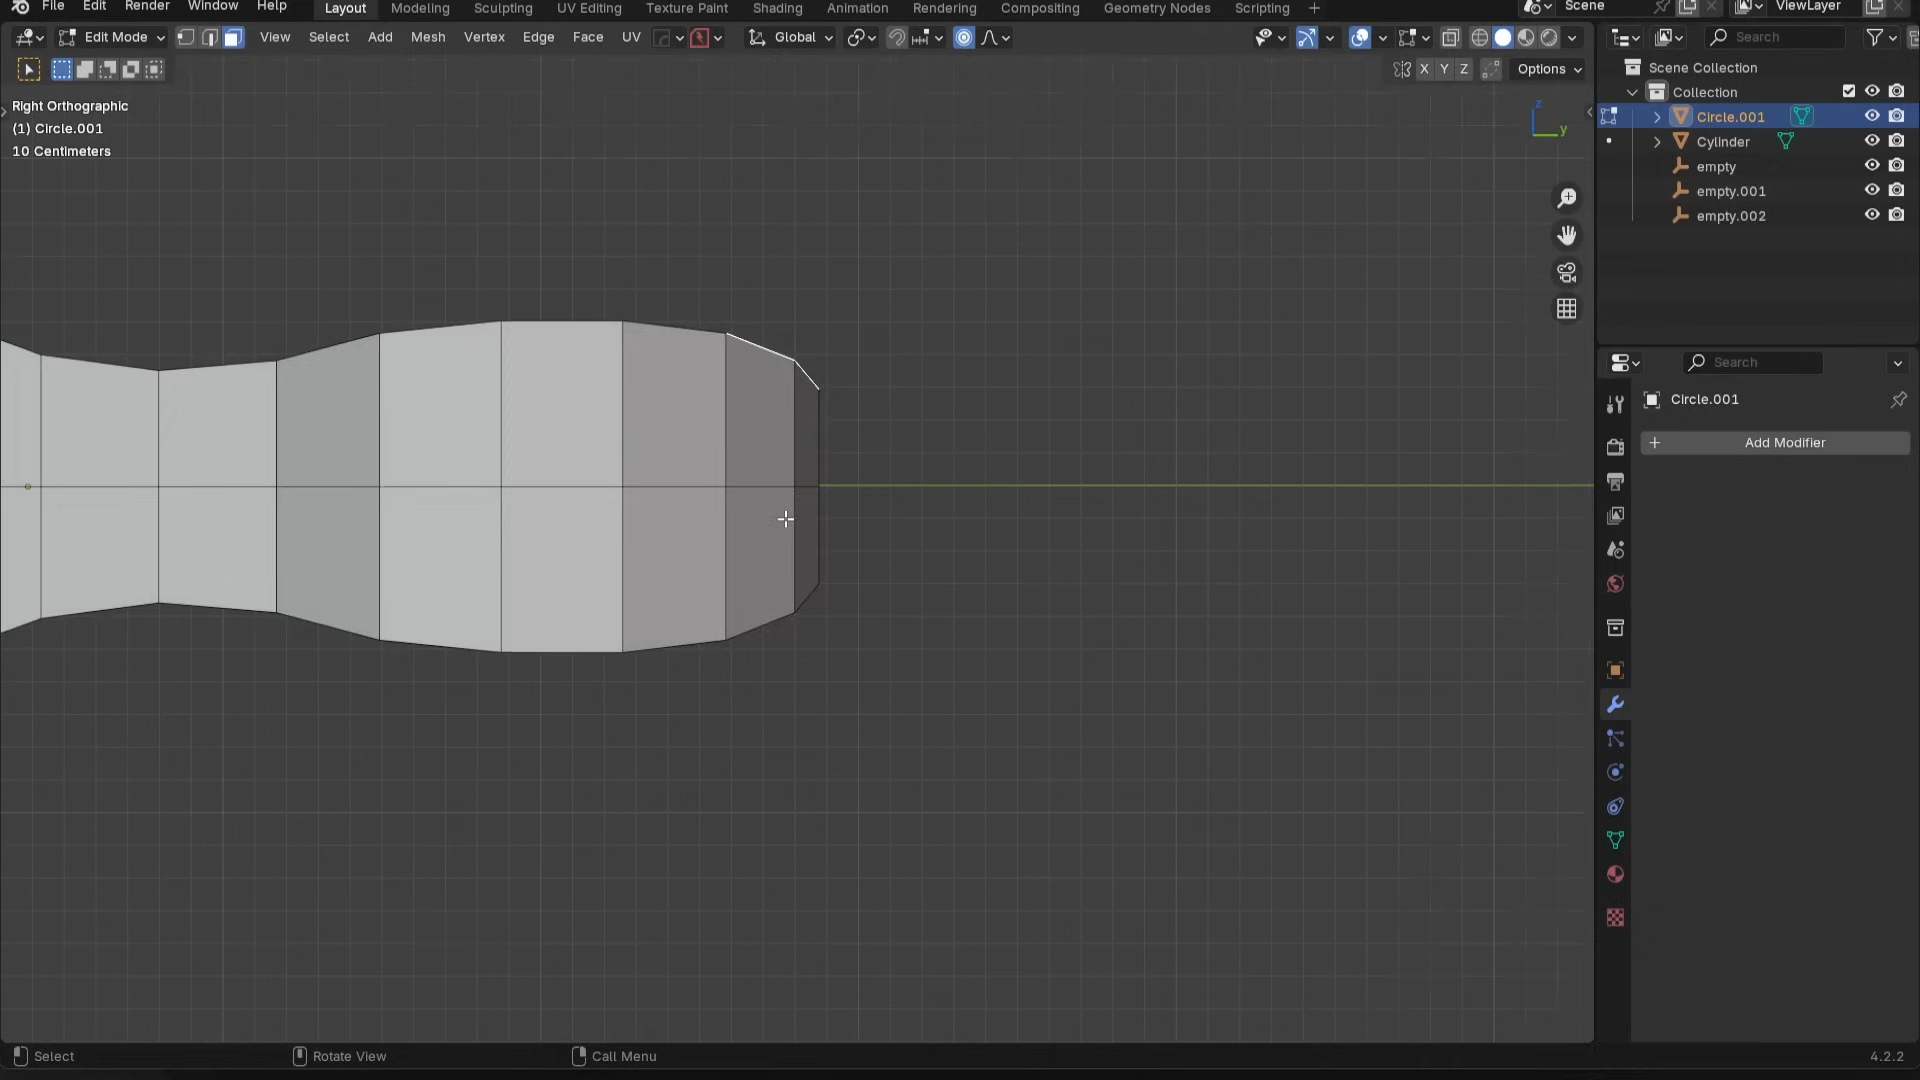 File Edit Render Window Help Layout Modeling Sculpting UV Editing Texture Paint Shading Animation Rendering Compositing Geometry Nodes Scripting + Scene ViewLayer
Edit Mode View Select Add Mesh Vertex Edge Face UV Global Search
X Y Z Options
Scene Collection
Collection
Circle.001
Cylinder
empty
empty.001
empty.002
Right Orthographic
(1) Circle.001
10 Centimeters
z
y
Search
Circle.001
+ Add Modifier
Select Rotate View Call Menu 4.2.2